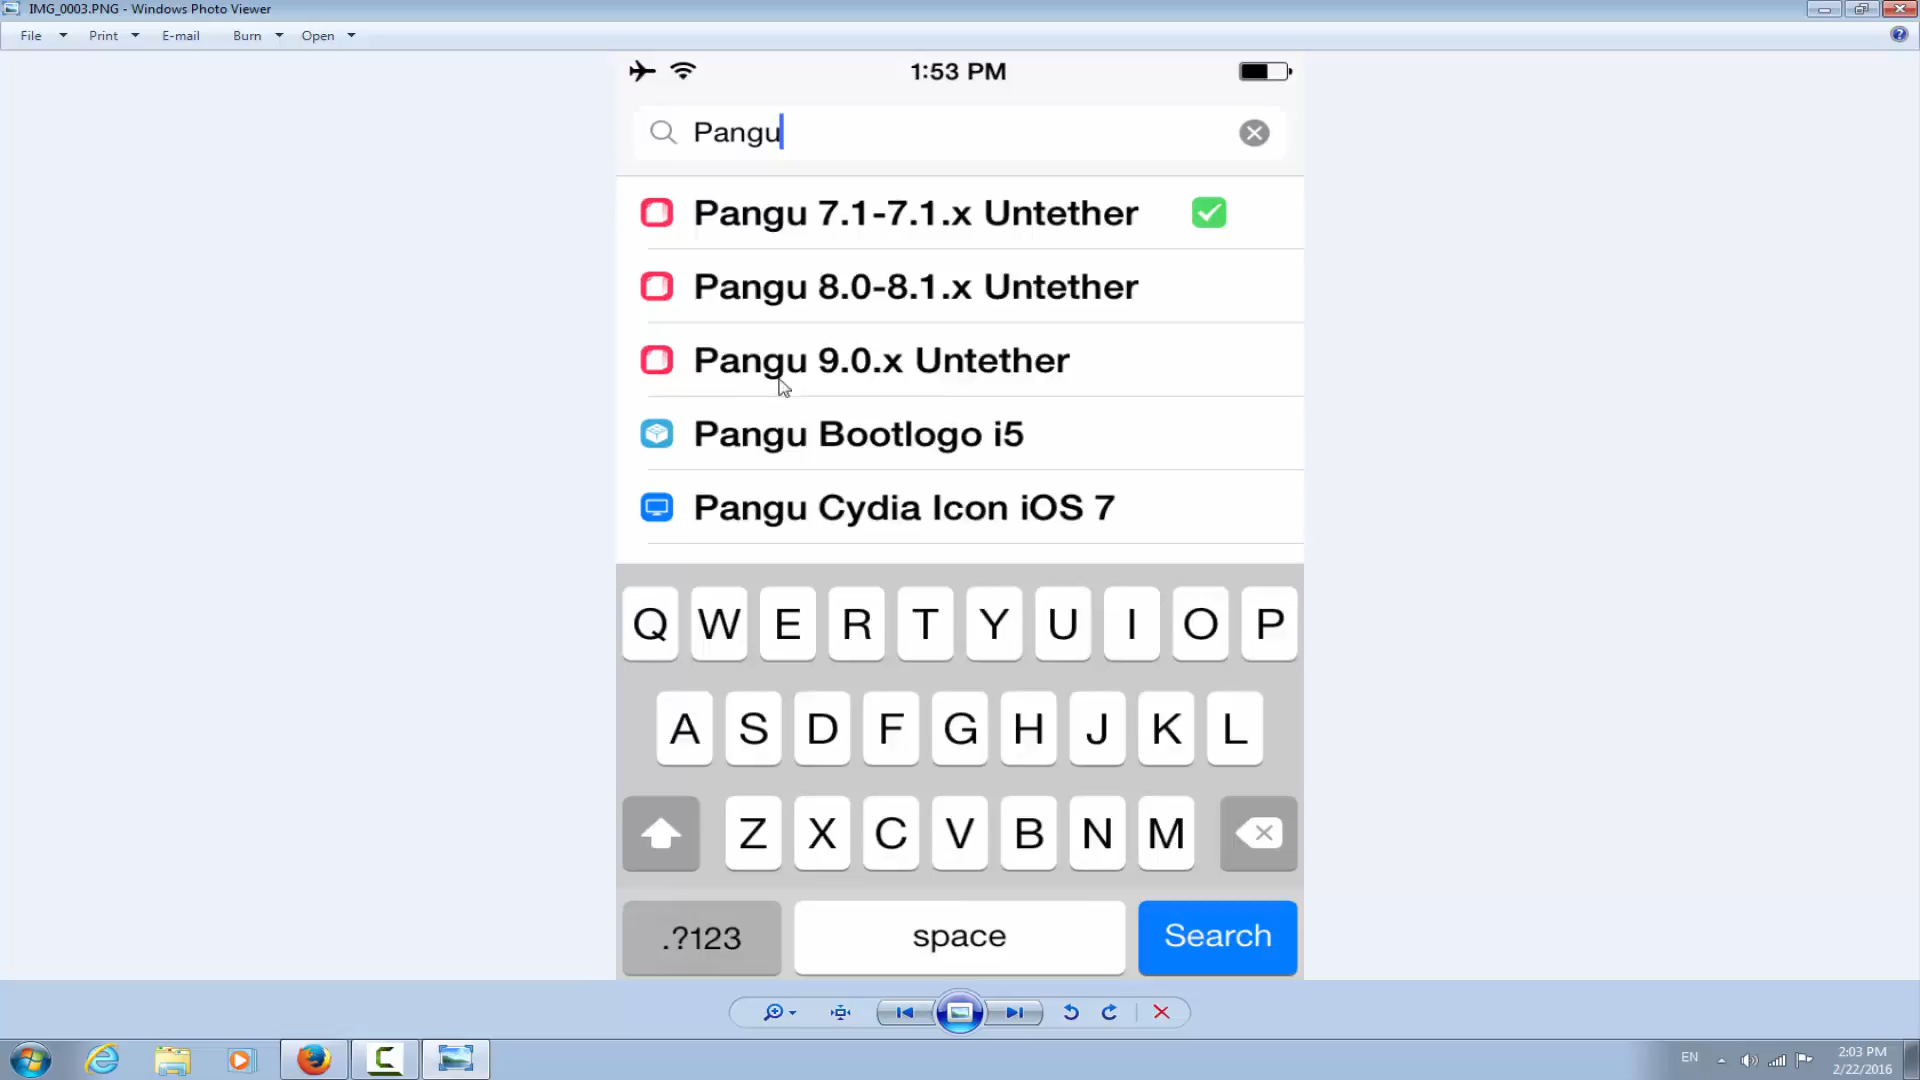 IMG_0003.PNG - Windows Photo Viewer
File Print E-mail Burn Open
1:53 PM
Pangu
Pangu 7.1-7.1.x Untether
Pangu 8.0-8.1.x Untether
Pangu 9.0.x Untether
Pangu Bootlogo i5
Pangu Cydia Icon iOS 7
Q W E R T Y U I O P
A S D F G H J K L
Z X C V B N M
.?123 space Search
EN 2:03 PM
2/22/2016